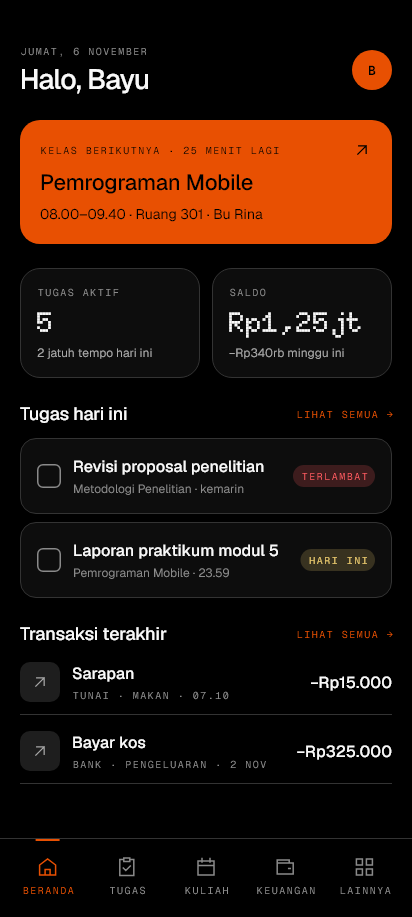 JUMAT, 6 NOVEMBER
Halo, Bayu
B
KELAS BERIKUTNYA · 25 MENIT LAGI
Pemrograman Mobile
08.00–09.40 · Ruang 301 · Bu Rina
TUGAS AKTIF
5
2 jatuh tempo hari ini
SALDO
Rp1,25jt
−Rp340rb minggu ini
Tugas hari ini
LIHAT SEMUA →
Revisi proposal penelitian
Metodologi Penelitian · kemarin
TERLAMBAT
Laporan praktikum modul 5
Pemrograman Mobile · 23.59
HARI INI
Transaksi terakhir
LIHAT SEMUA →
Sarapan
TUNAI · MAKAN · 07.10
−Rp15.000
Bayar kos
BANK · PENGELUARAN · 2 NOV
−Rp325.000
BERANDA
TUGAS
KULIAH
KEUANGAN
LAINNYA